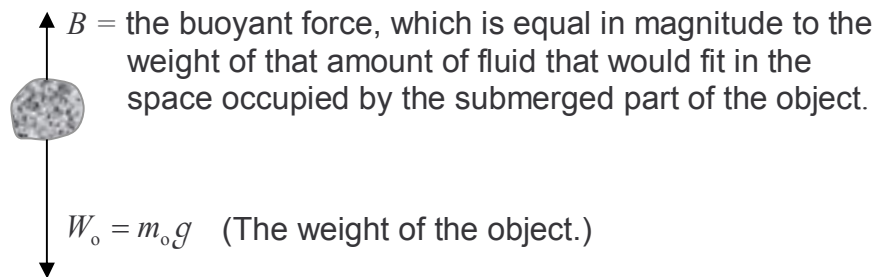 B = the buoyant force, which is equal in magnitude to the
weight of that amount of fluid that would fit in the
space occupied by the submerged part of the object.
Wₒ = mₒg (The weight of the object.)